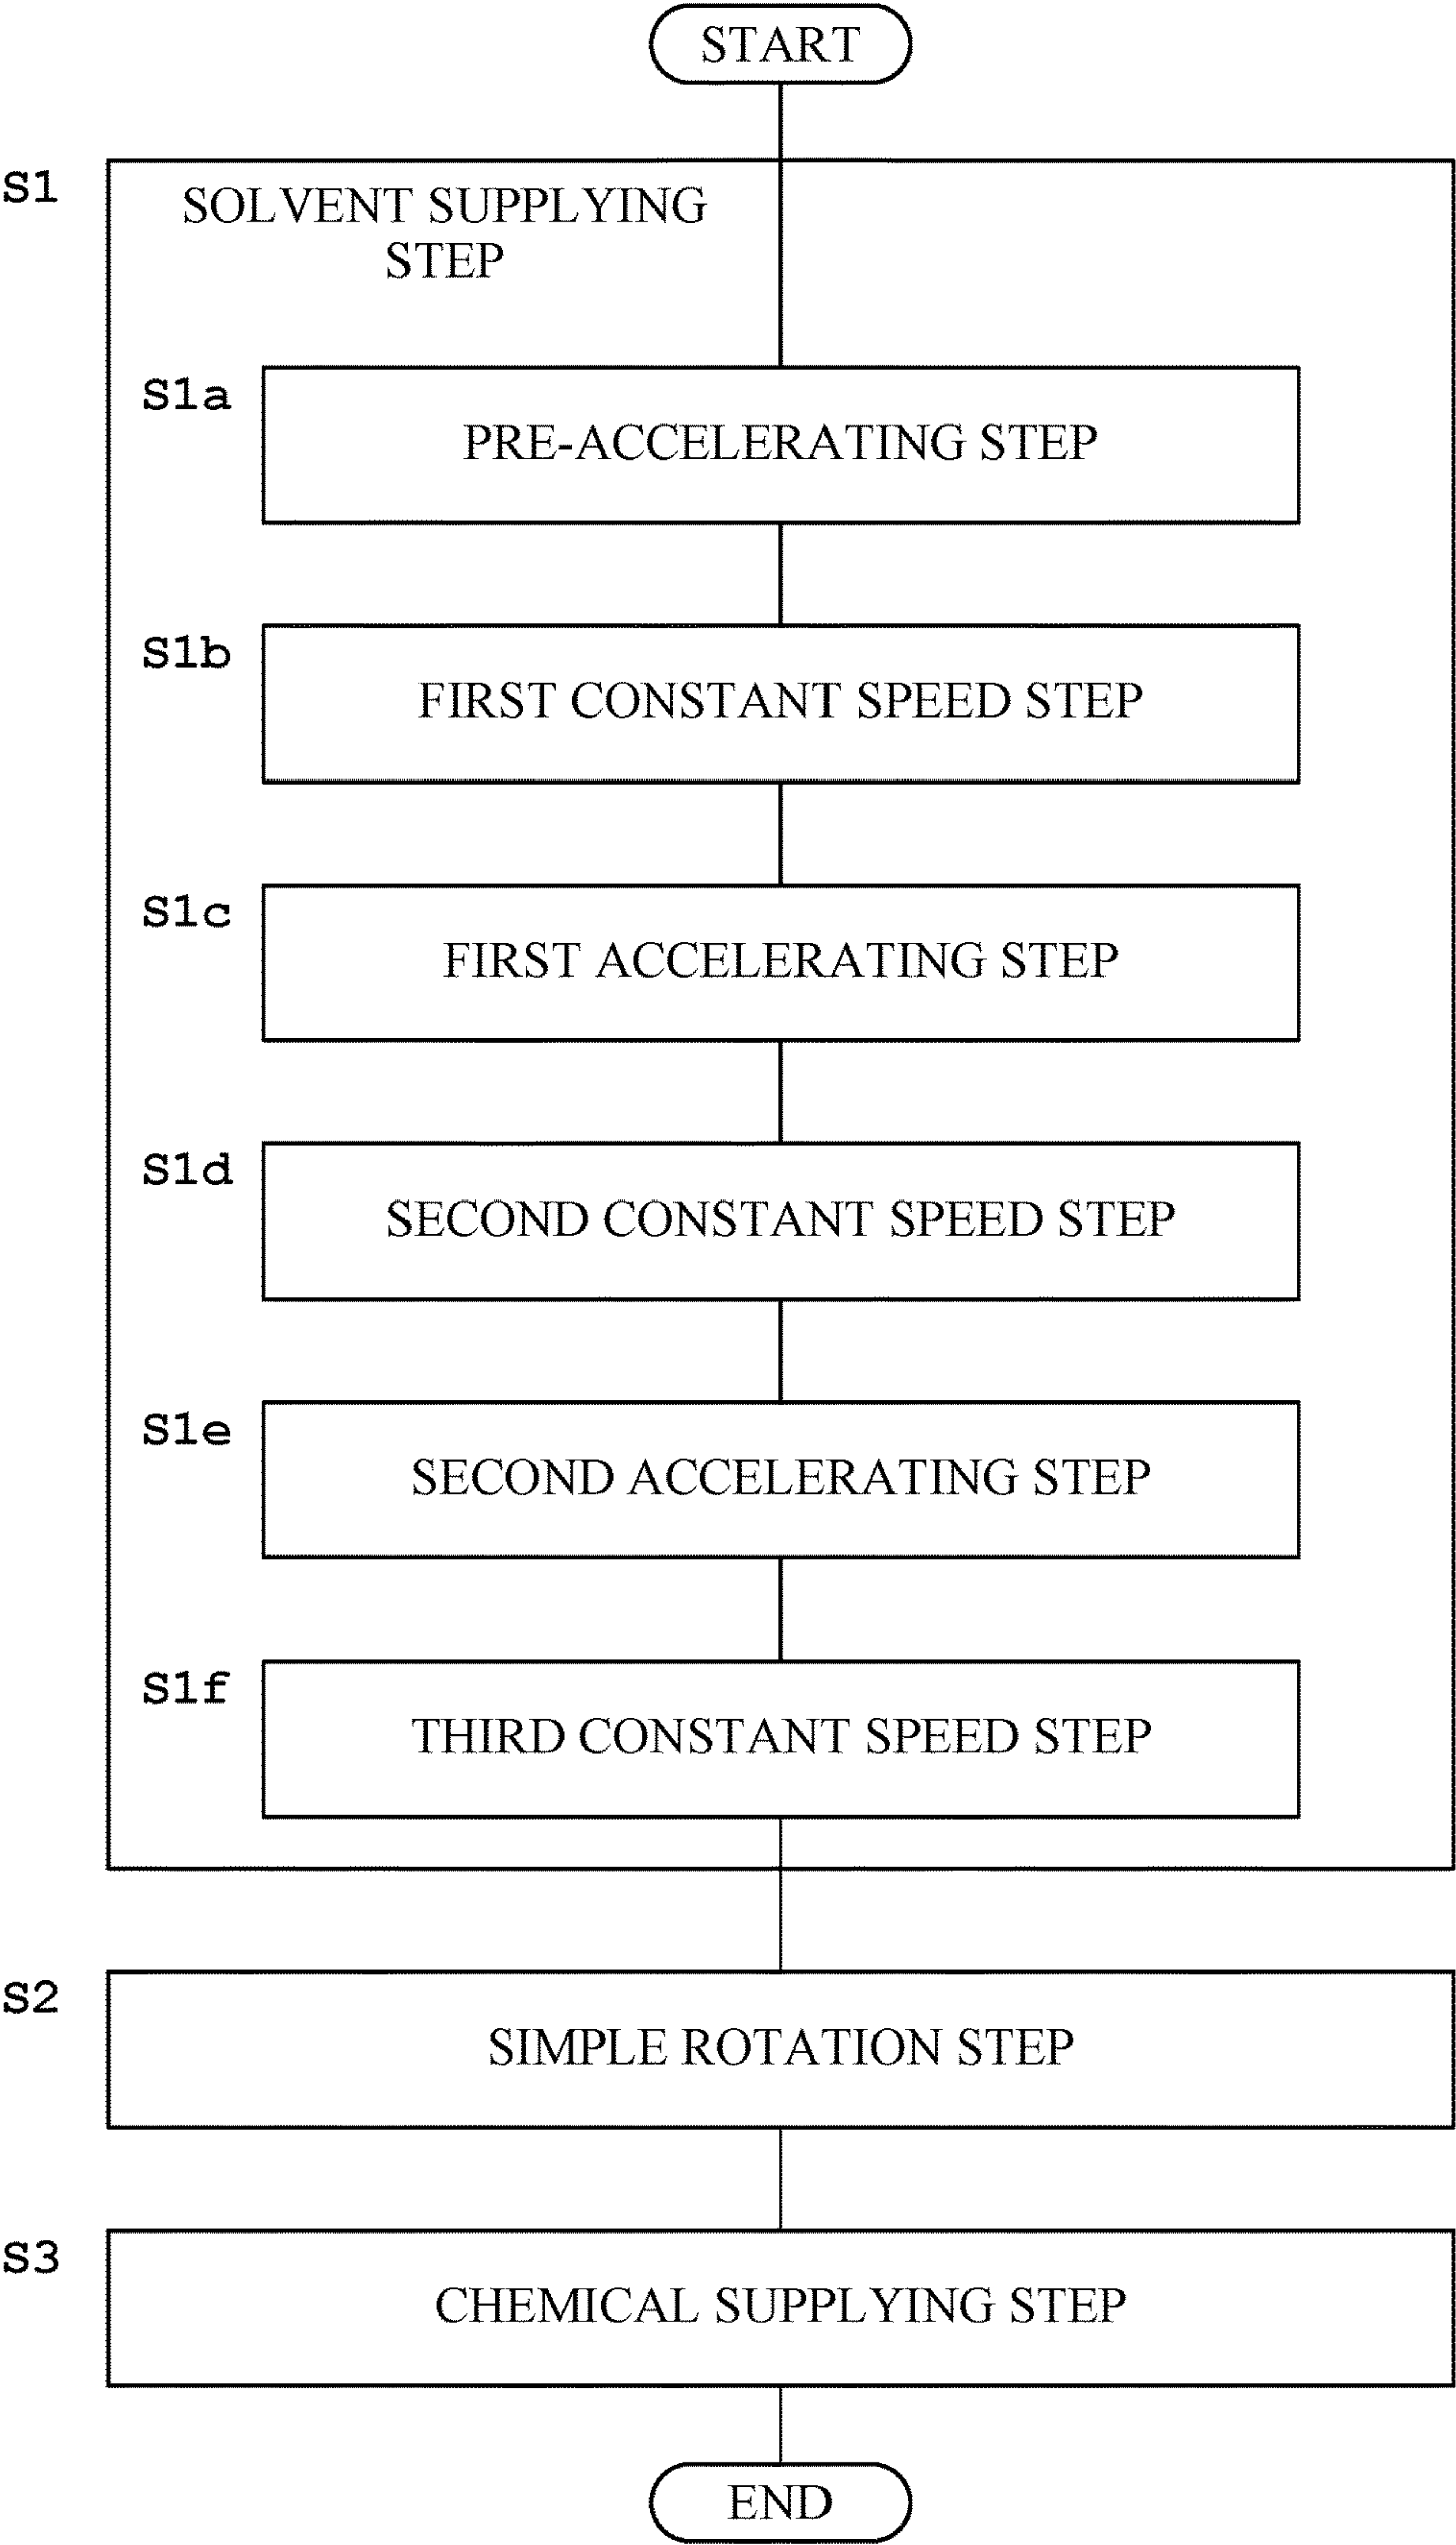 START
S1
SOLVENT SUPPLYING
STEP
S1a
PRE-ACCELERATING STEP
S1b
FIRST CONSTANT SPEED STEP
S1c
FIRST ACCELERATING STEP
S1d
SECOND CONSTANT SPEED STEP
S1e
SECOND ACCELERATING STEP
S1f
THIRD CONSTANT SPEED STEP
S2
SIMPLE ROTATION STEP
S3
CHEMICAL SUPPLYING STEP
END